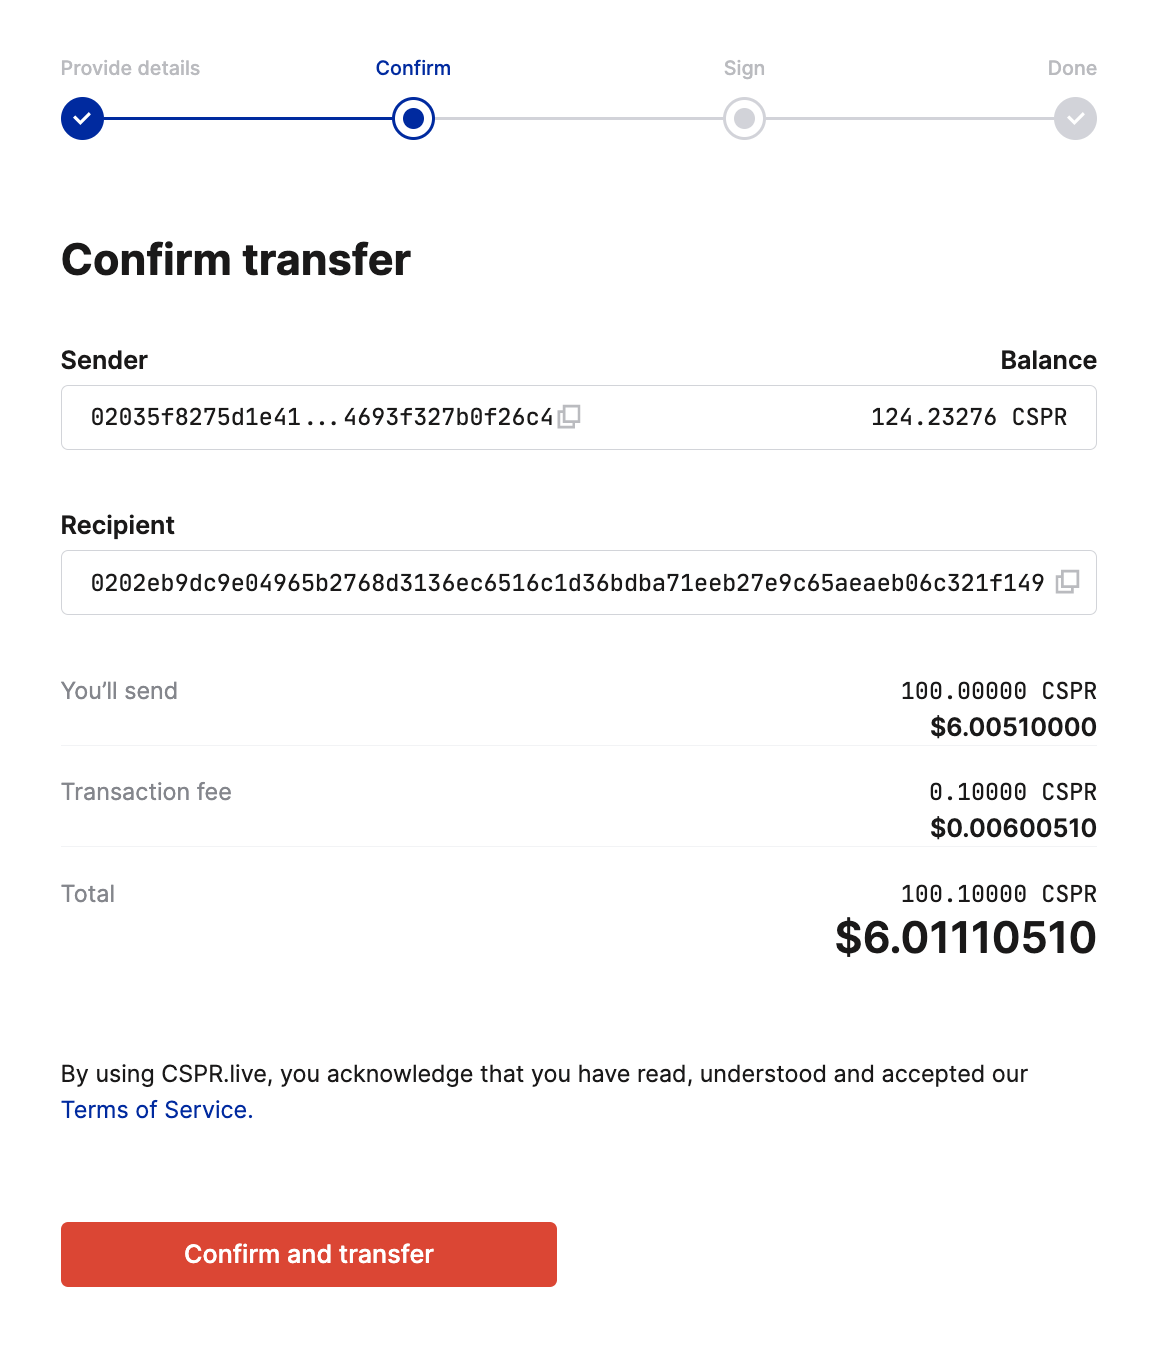 Provide details Confirm Sign Done
Confirm transfer
Sender Balance
02035f8275d1e41...4693f327b0f26c4 124.23276 CSPR
Recipient
0202eb9dc9e04965b2768d3136ec6516c1d36bdba71eeb27e9c65aeaeb06c321f149
You’ll send 100.00000 CSPR
$6.00510000
Transaction fee 0.10000 CSPR
$0.00600510
Total 100.10000 CSPR
$6.01110510
By using CSPR.live, you acknowledge that you have read, understood and accepted our
Terms of Service.
Confirm and transfer